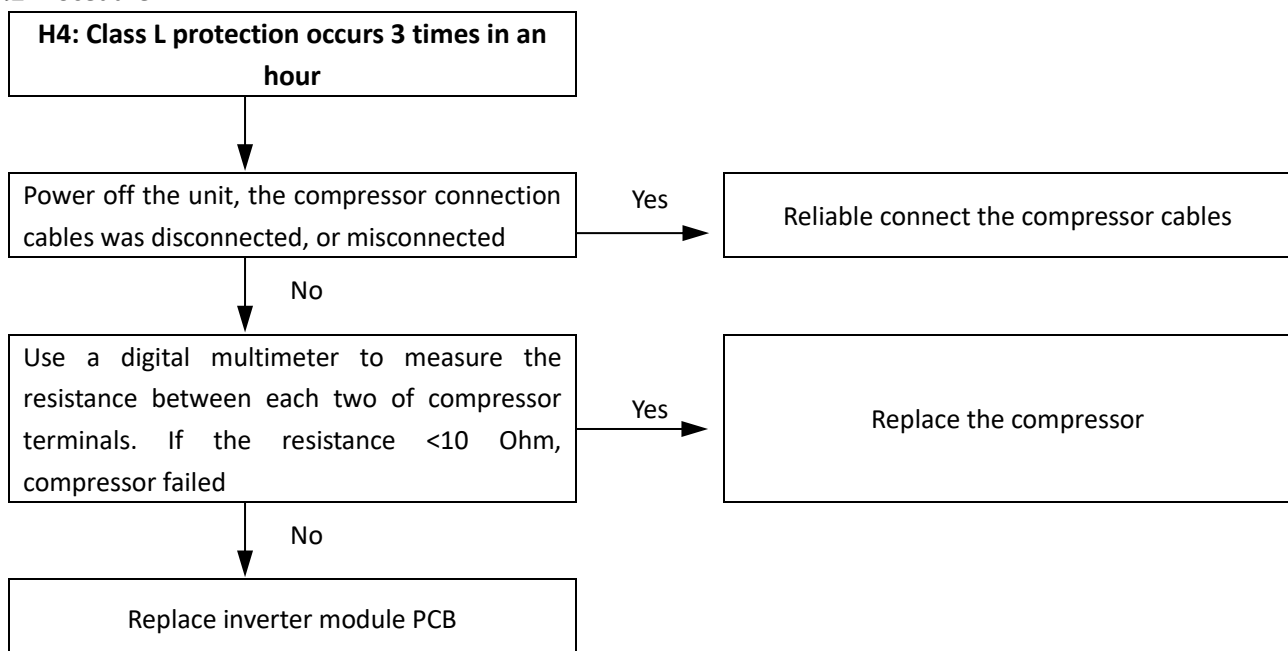 H4: Class L protection occurs 3 times in an
hour
Power off the unit, the compressor connection
cables was disconnected, or misconnected
Yes
Reliable connect the compressor cables
No
Use a digital multimeter to measure the
resistance between each two of compressor
terminals. If the resistance <10 Ohm,
compressor failed
Yes
Replace the compressor
No
Replace inverter module PCB